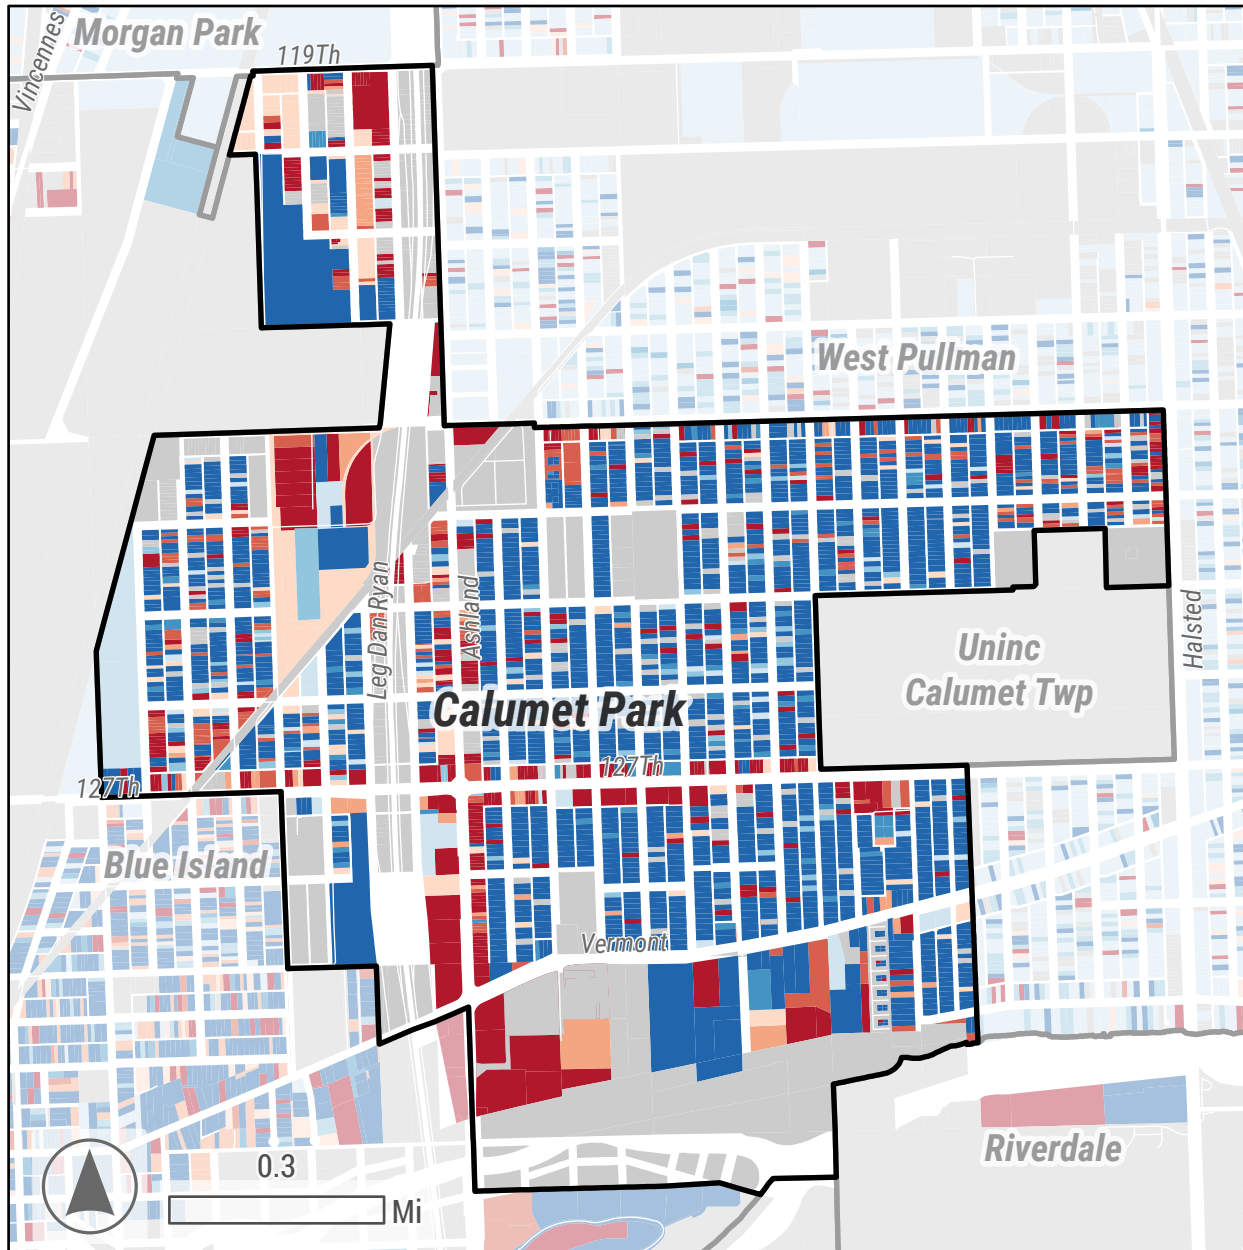 Morgan Park
119Th
Vincennes
West Pullman
Leg Dan Ryan
Ashland
Halsted
Uninc
Calumet Twp
Calumet Park
127Th
127Th
Blue Island
Vermont
Riverdale
0.3
Mi